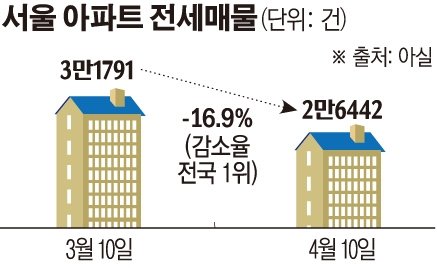 서울 아파트 전세매물(단위: 건)
※ 출처: 아실
3만1791
2만6442
-16.9%
(감소율
전국 1위)
3월 10일
4월 10일